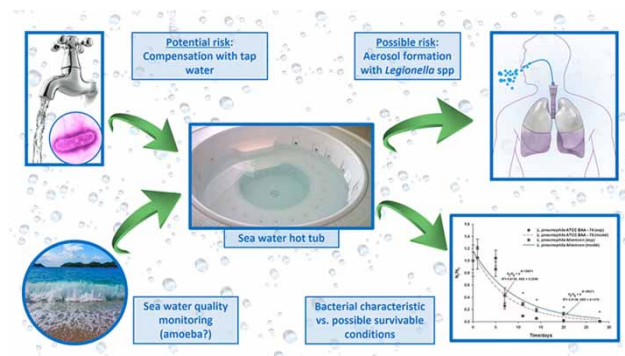 Potential risk:
Compensation with tap
water
Possible risk:
Aerosol formation
with Legionella spp
Sea water hot tub
Sea water quality
monitoring
(amoeba?)
Bacterial characteristic
vs. possible survivable
conditions
Time/days